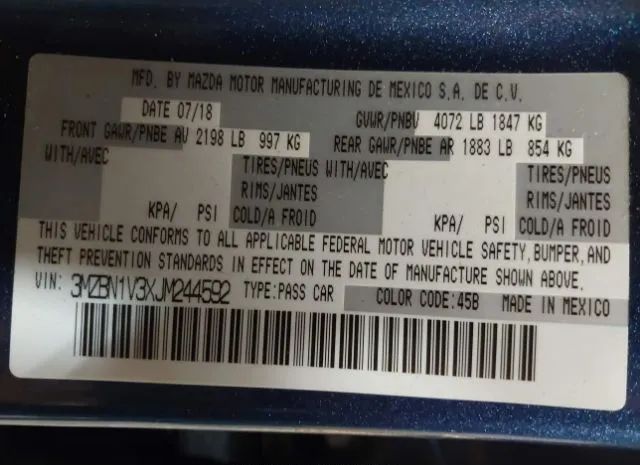 MFD. BY MAZDA MOTOR MANUFACTURING DE MEXICO S.A. DE C.V.
DATE 07/18 GVWR/PNBV 4072 LB 1847 KG
FRONT GAWR/PNBE AV 2198 LB 997 KG REAR GAWR/PNBE AR 1883 LB 854 KG
WITH/AVEC TIRES/PNEUS WITH/AVEC TIRES/PNEUS
RIMS/JANTES RIMS/JANTES
KPA/ PSI COLD/A FROID KPA/ PSI COLD/A FROID
THIS VEHICLE CONFORMS TO ALL APPLICABLE FEDERAL MOTOR VEHICLE SAFETY, BUMPER, AND
THEFT PREVENTION STANDARDS IN EFFECT ON THE DATE OF MANUFACTURE SHOWN ABOVE.
VIN: 3MZBN1V3XJM244592 TYPE:PASS CAR COLOR CODE:45B MADE IN MEXICO